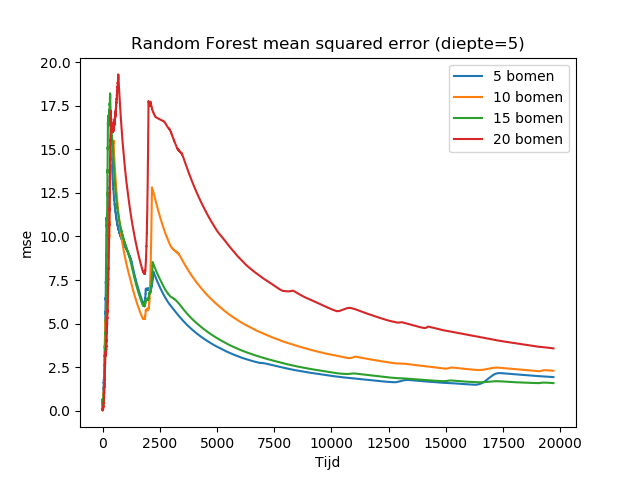 Random Forest mean squared error (diepte=5)
20.0
17.5
15.0
12.5
10.0
7.5
5.0
2.5
0.0
mse
5 bomen
10 bomen
15 bomen
20 bomen
0
2500
5000
7500
10000
12500
15000
17500
20000
Tijd